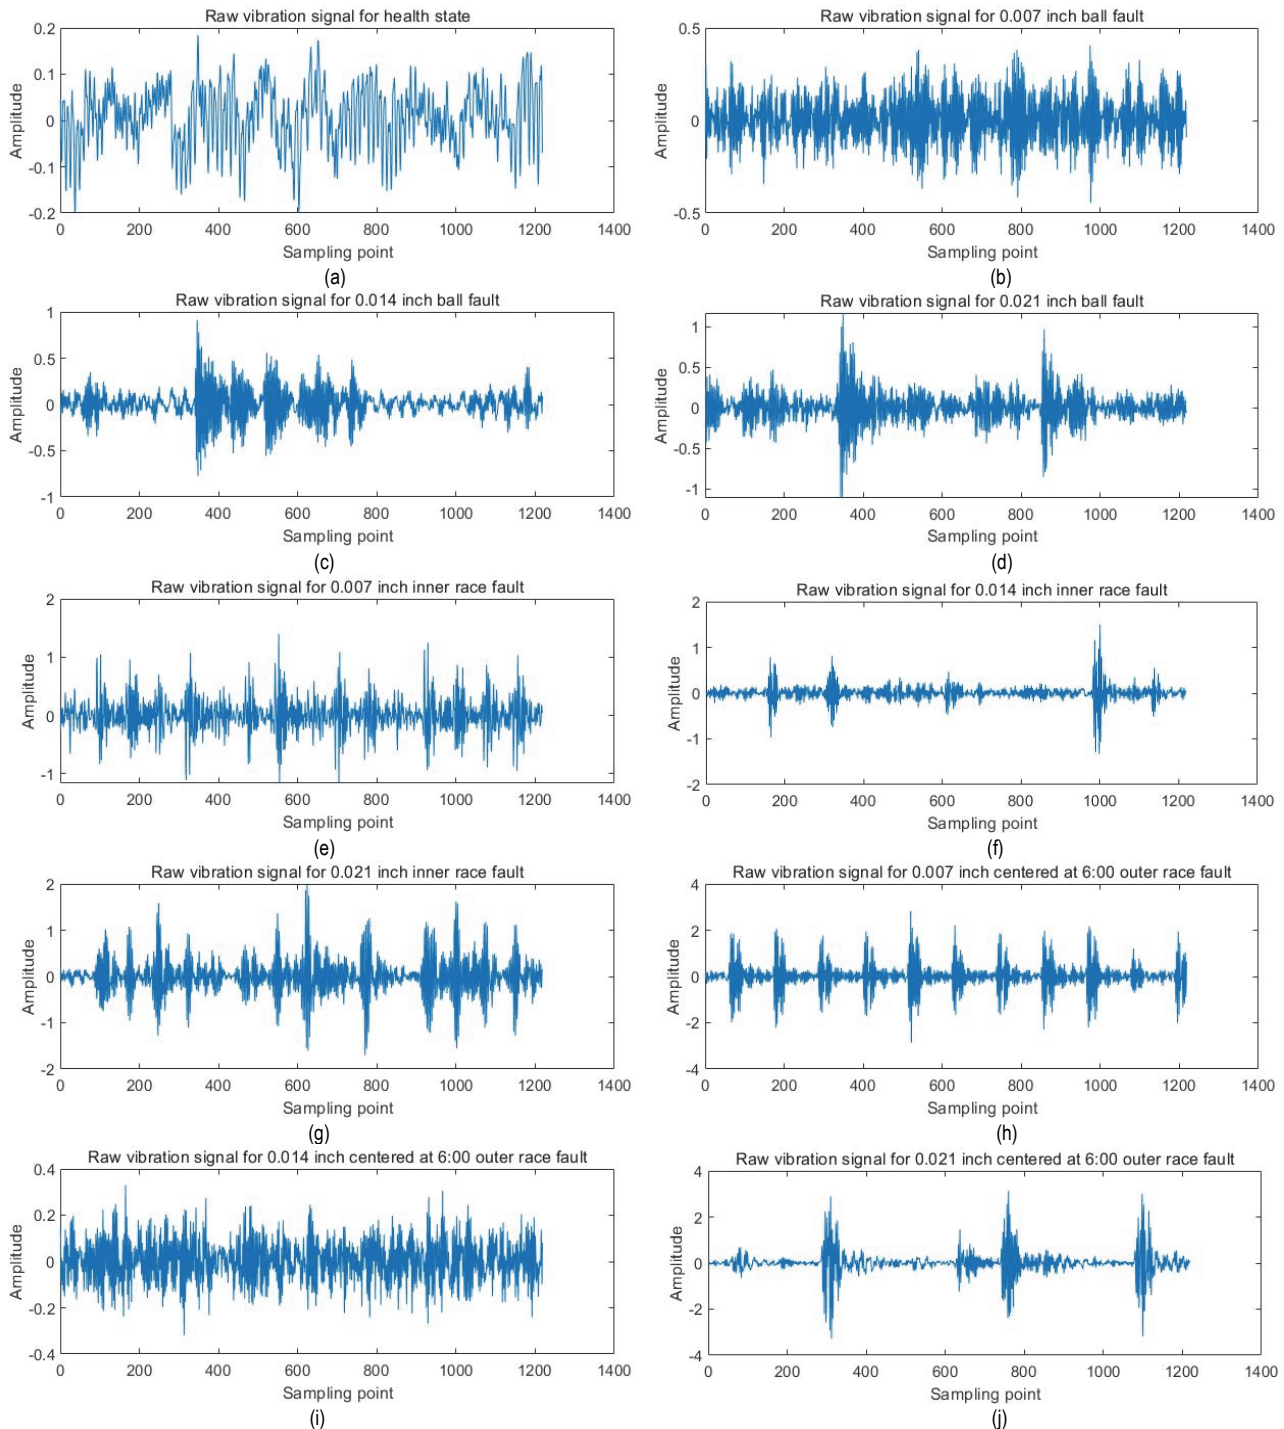 Raw vibration signal for health state
0.2
0.1
0
-0.1
-0.2
Amplitude
0 200 400 600 800 1000 1200 1400
Sampling point
(a)
Raw vibration signal for 0.007 inch ball fault
0.5
0
-0.5
Amplitude
0 200 400 600 800 1000 1200 1400
Sampling point
(b)
Raw vibration signal for 0.014 inch ball fault
1
0.5
0
-0.5
-1
Amplitude
0 200 400 600 800 1000 1200 1400
Sampling point
(c)
Raw vibration signal for 0.021 inch ball fault
1
0.5
0
-0.5
-1
Amplitude
0 200 400 600 800 1000 1200 1400
Sampling point
(d)
Raw vibration signal for 0.007 inch inner race fault
2
1
0
-1
Amplitude
0 200 400 600 800 1000 1200 1400
Sampling point
(e)
Raw vibration signal for 0.014 inch inner race fault
2
1
0
-1
-2
Amplitude
0 200 400 600 800 1000 1200 1400
Sampling point
(f)
Raw vibration signal for 0.021 inch inner race fault
2
1
0
-1
-2
Amplitude
0 200 400 600 800 1000 1200 1400
Sampling point
(g)
Raw vibration signal for 0.007 inch centered at 6:00 outer race fault
4
2
0
-2
-4
Amplitude
0 200 400 600 800 1000 1200 1400
Sampling point
(h)
Raw vibration signal for 0.014 inch centered at 6:00 outer race fault
0.4
0.2
0
-0.2
-0.4
Amplitude
0 200 400 600 800 1000 1200 1400
Sampling point
(i)
Raw vibration signal for 0.021 inch centered at 6:00 outer race fault
4
2
0
-2
-4
Amplitude
0 200 400 600 800 1000 1200 1400
Sampling point
(j)